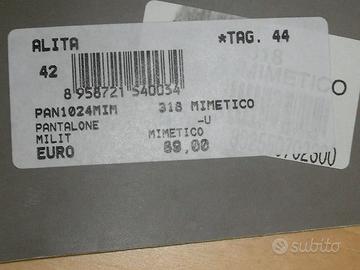 ALITA *TAG. 44
42
8 958721 540034
PAN1024MIM 318 MIMETICO
PANTALONE -U
MILIT MIMETICO
EURO 89,00
subito